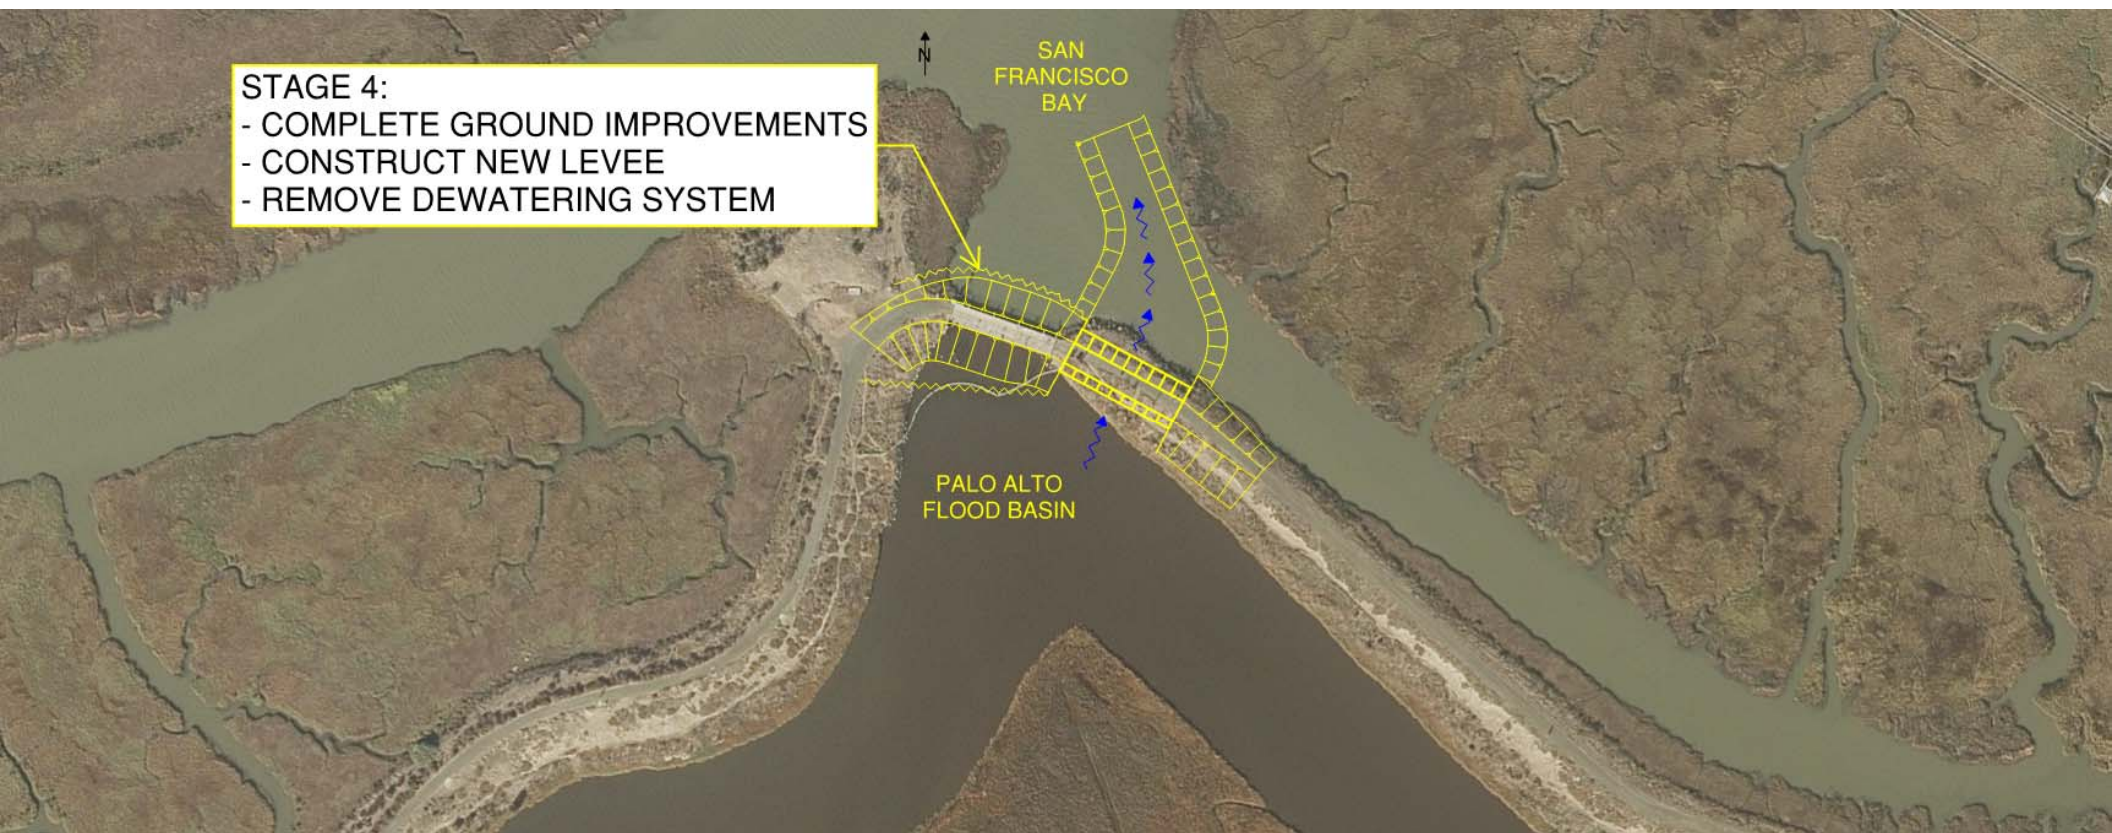 N
SAN
FRANCISCO
BAY
STAGE 4:
- COMPLETE GROUND IMPROVEMENTS
- CONSTRUCT NEW LEVEE
- REMOVE DEWATERING SYSTEM
PALO ALTO
FLOOD BASIN